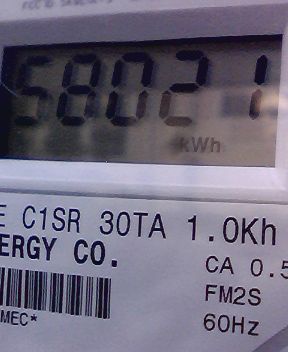 58021
kWh
E C1SR 30TA 1.0Kh
ERGY CO.
CA 0.5
FM2S
MEC*
60Hz